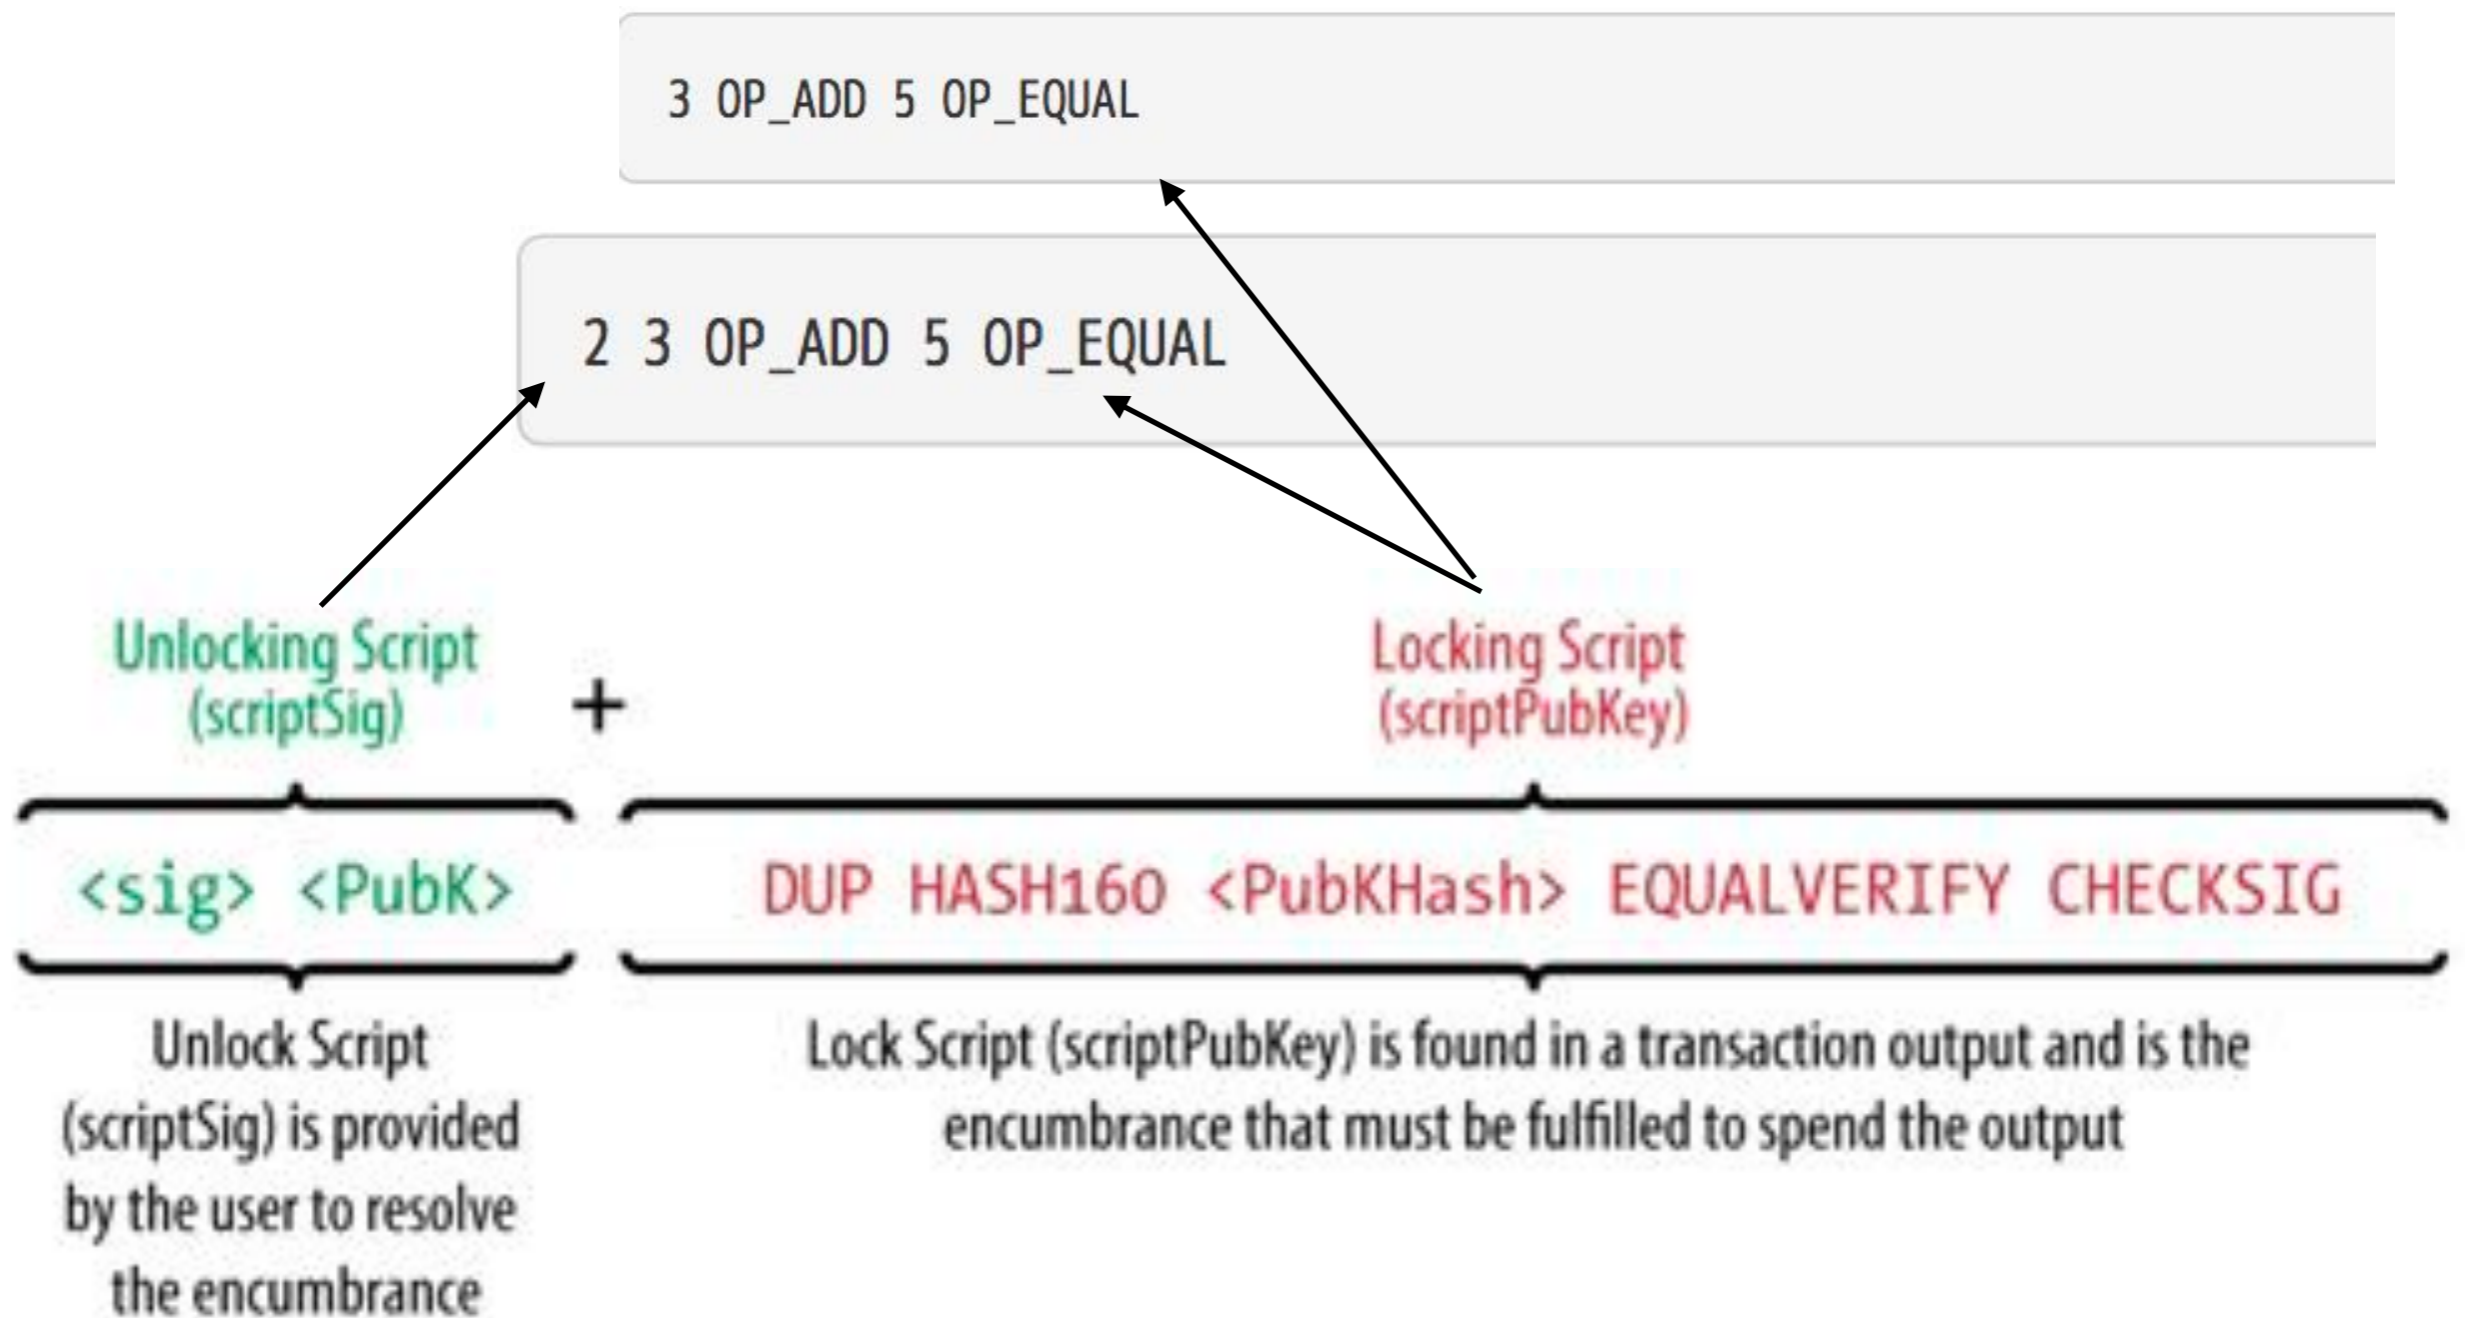 3 OP_ADD 5 OP_EQUAL
2 3 OP_ADD 5 OP_EQUAL
Unlocking Script
(scriptSig)
+
Locking Script
(scriptPubKey)
<sig> <PubK>
DUP HASH160 <PubKHash> EQUALVERIFY CHECKSIG
Unlock Script
(scriptSig) is provided
by the user to resolve
the encumbrance
Lock Script (scriptPubKey) is found in a transaction output and is the
encumbrance that must be fulfilled to spend the output